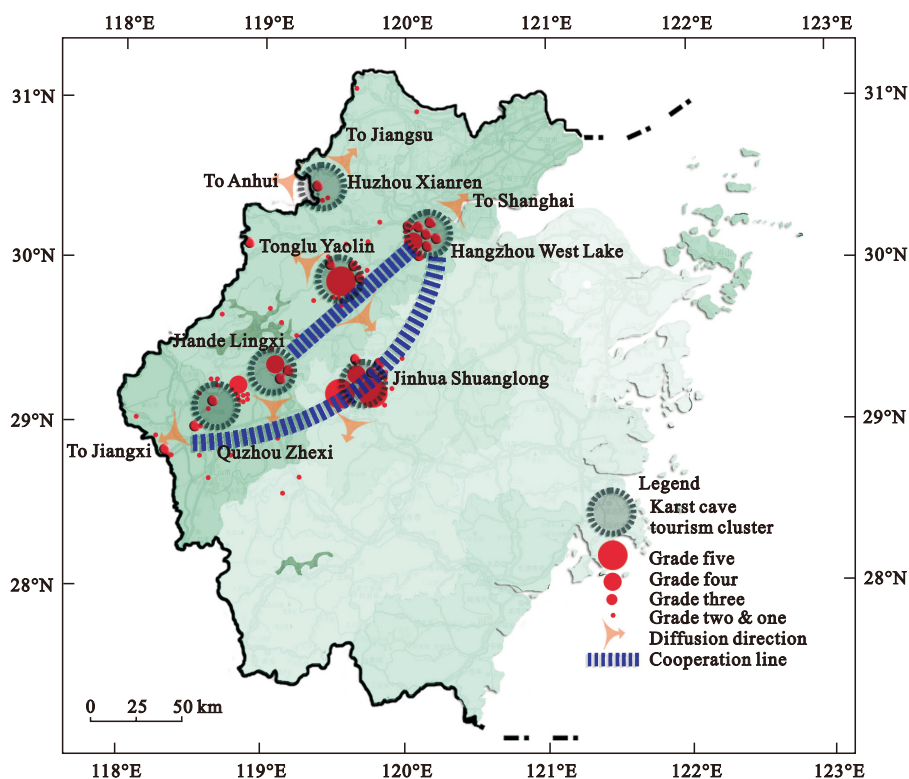 118°E 119°E 120°E 121°E 122°E 123°E
31°N 31°N
To Jiangsu
To Anhui Huzhou Xianren
To Shanghai
30°N Tonglu Yaolin Hangzhou West Lake 30°N
Jiande Lingxi
Jinhua Shuanglong
29°N 29°N
To Jiangxi Quzhou Zhexi
Legend
Karst cave
tourism cluster
Grade five
28°N Grade four 28°N
Grade three
Grade two & one
Diffusion direction
Cooperation line
0 25 50 km
118°E 119°E 120°E 121°E 122°E 123°E